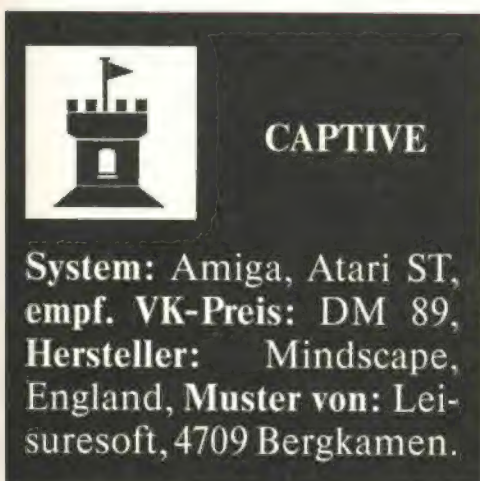 CAPTIVE
System: Amiga, Atari ST,
empf. VK-Preis: DM 89,
Hersteller: Mindscape,
England, Muster von: Lei-
suresoft, 4709 Bergkamen.